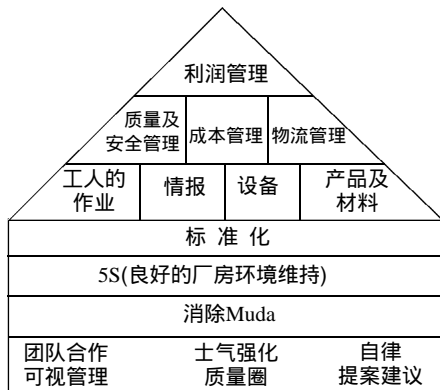 利润管理
质量及
安全管理
成本管理
物流管理
工人的
作业
情报
设备
产品及
材料
标 准 化
5S(良好的厂房环境维持)
消除Muda
团队合作
可视管理
士气强化
质量圈
自律
提案建议